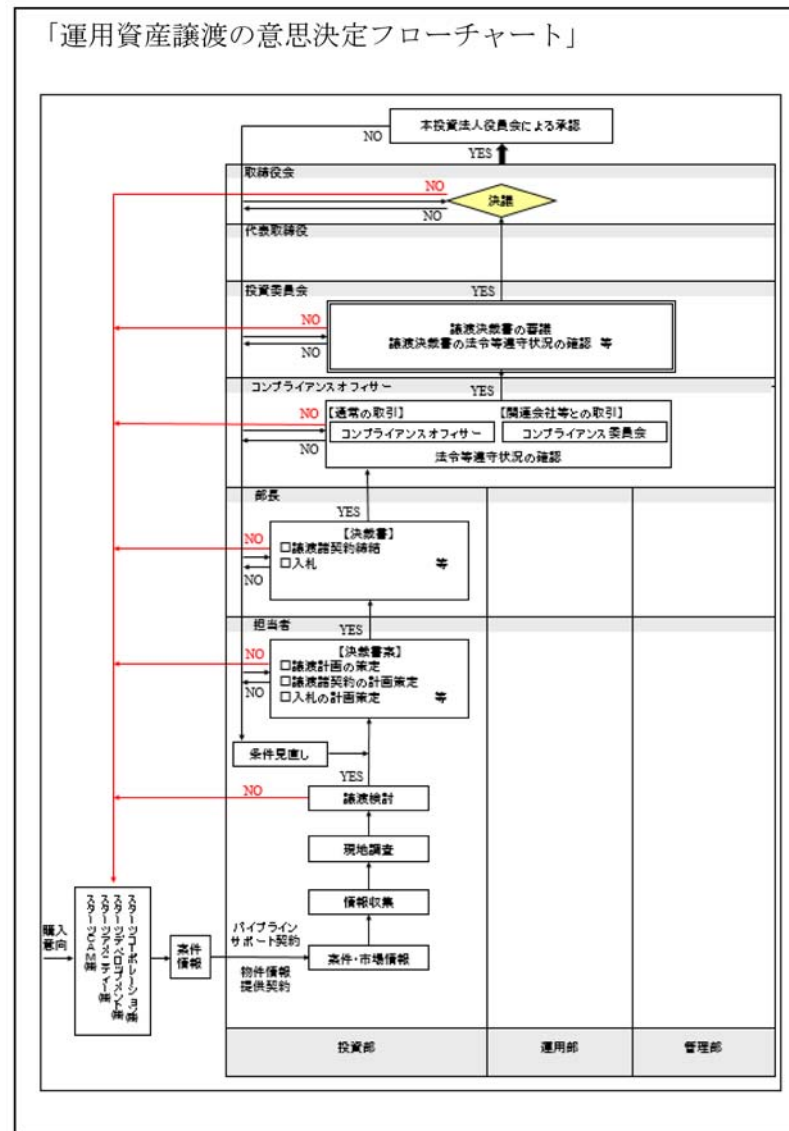 「運用資産譲渡の意思決定フローチャート」
本投資法人役員会による承認
NO
YES
取締役会
NO
決議
NO
代表取締役
投資委員会
YES
NO
譲渡決裁書の審議
譲渡決裁書の法令等遵守状況の確認 等
NO
コンプライアンスオフィサー
YES
NO
【通常の取引】
【関連会社等との取引】
コンプライアンスオフィサー
コンプライアンス委員会
NO
法令等遵守状況の確認
部長
YES
NO
【決裁書】
□譲渡諸契約締結
□入札 等
NO
担当者
YES
NO
【決裁書案】
□譲渡計画の策定
□譲渡諸契約の計画策定
□入札の計画策定 等
NO
条件見直し
YES
NO
譲渡検討
現地調査
情報収集
購入
意向
スターツコーポレーション㈱
スターツデベロップメント㈱
スターツアメニティー㈱
スターツCAM㈱
案件
情報
パイプライン
サポート契約
物件情報
提供契約
案件・市場情報
投資部
運用部
管理部